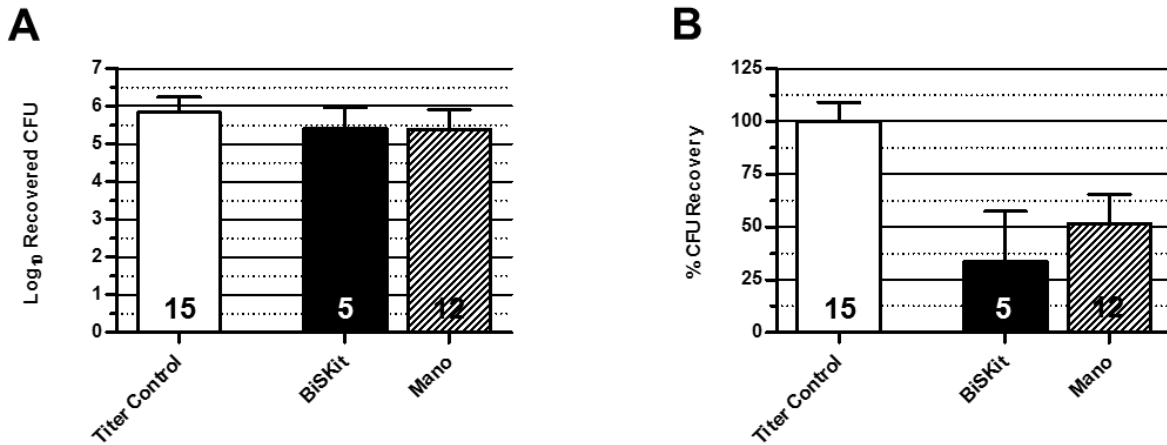 A
Log₁₀ Recovered CFU
7
6
5
4
3
2
1
0
15
5
12
Titer Control
BiSKit
Mano
B
% CFU Recovery
125
100
75
50
25
0
15
5
12
Titer Control
BiSKit
Mano